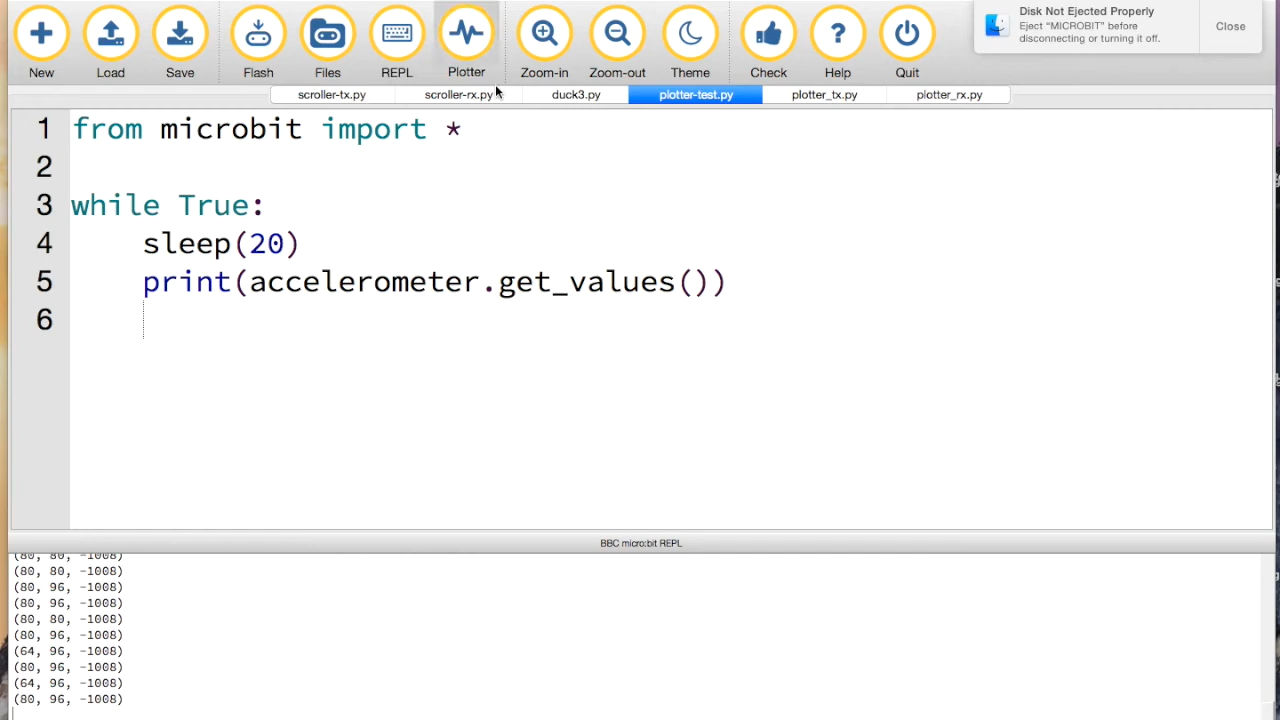 New Load Save Flash Files REPL Plotter Zoom-in Zoom-out Theme Check Help Quit
Disk Not Ejected Properly
Eject “MICROBIT” before
disconnecting or turning it off.
Close
scroller-tx.py scroller-rx.py duck3.py plotter-test.py plotter_tx.py plotter_rx.py
1 from microbit import *
2
3 while True:
4 sleep(20)
5 print(accelerometer.get_values())
6
BBC micro:bit REPL
(80, 80, -1008)
(80, 80, -1008)
(80, 96, -1008)
(80, 96, -1008)
(80, 80, -1008)
(80, 96, -1008)
(64, 96, -1008)
(80, 96, -1008)
(64, 96, -1008)
(80, 96, -1008)